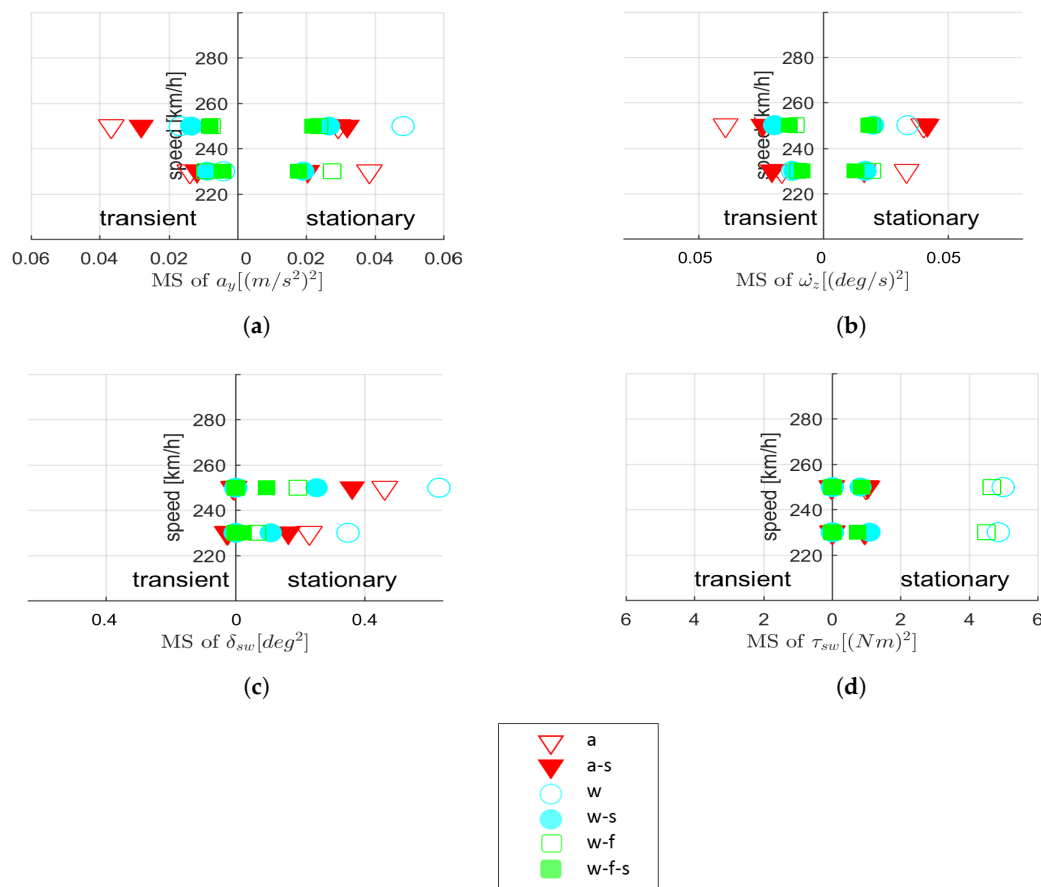 280
260
240
220
speed [km/h]
transient
stationary
0.06 0.04 0.02 0 0.02 0.04 0.06
MS of a_y[(m/s²)²]
(a)
280
260
240
220
speed [km/h]
transient
stationary
0.05 0 0.05
MS of ω̇_z[(deg/s)²]
(b)
280
260
240
220
speed [km/h]
transient
stationary
0.4 0 0.4
MS of δ_sw[deg²]
(c)
280
260
240
220
speed [km/h]
transient
stationary
6 4 2 0 2 4 6
MS of τ_sw[(Nm)²]
(d)
a
a-s
w
w-s
w-f
w-f-s